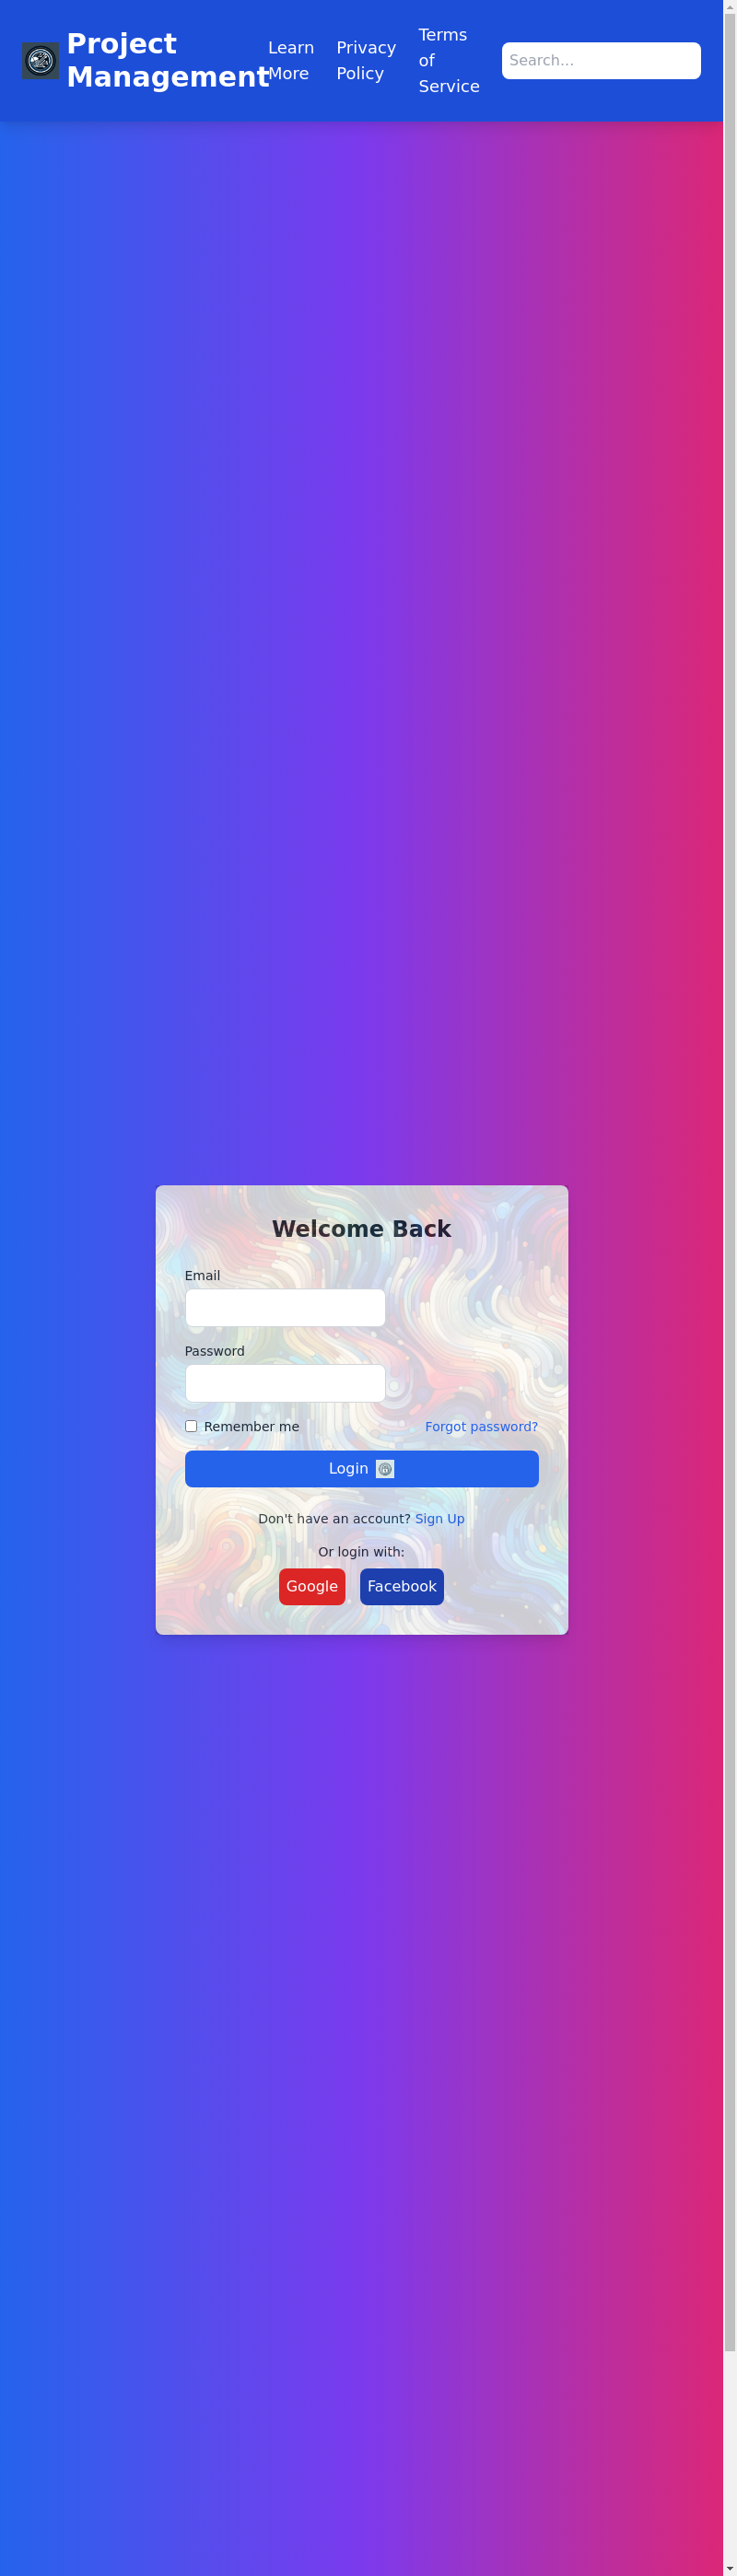 Project
Management
Learn
More
Privacy
Policy
Terms
of
Service
Search...
Welcome Back
Email
Password
Remember me
Forgot password?
Login
Don't have an account? Sign Up
Or login with:
Google
Facebook